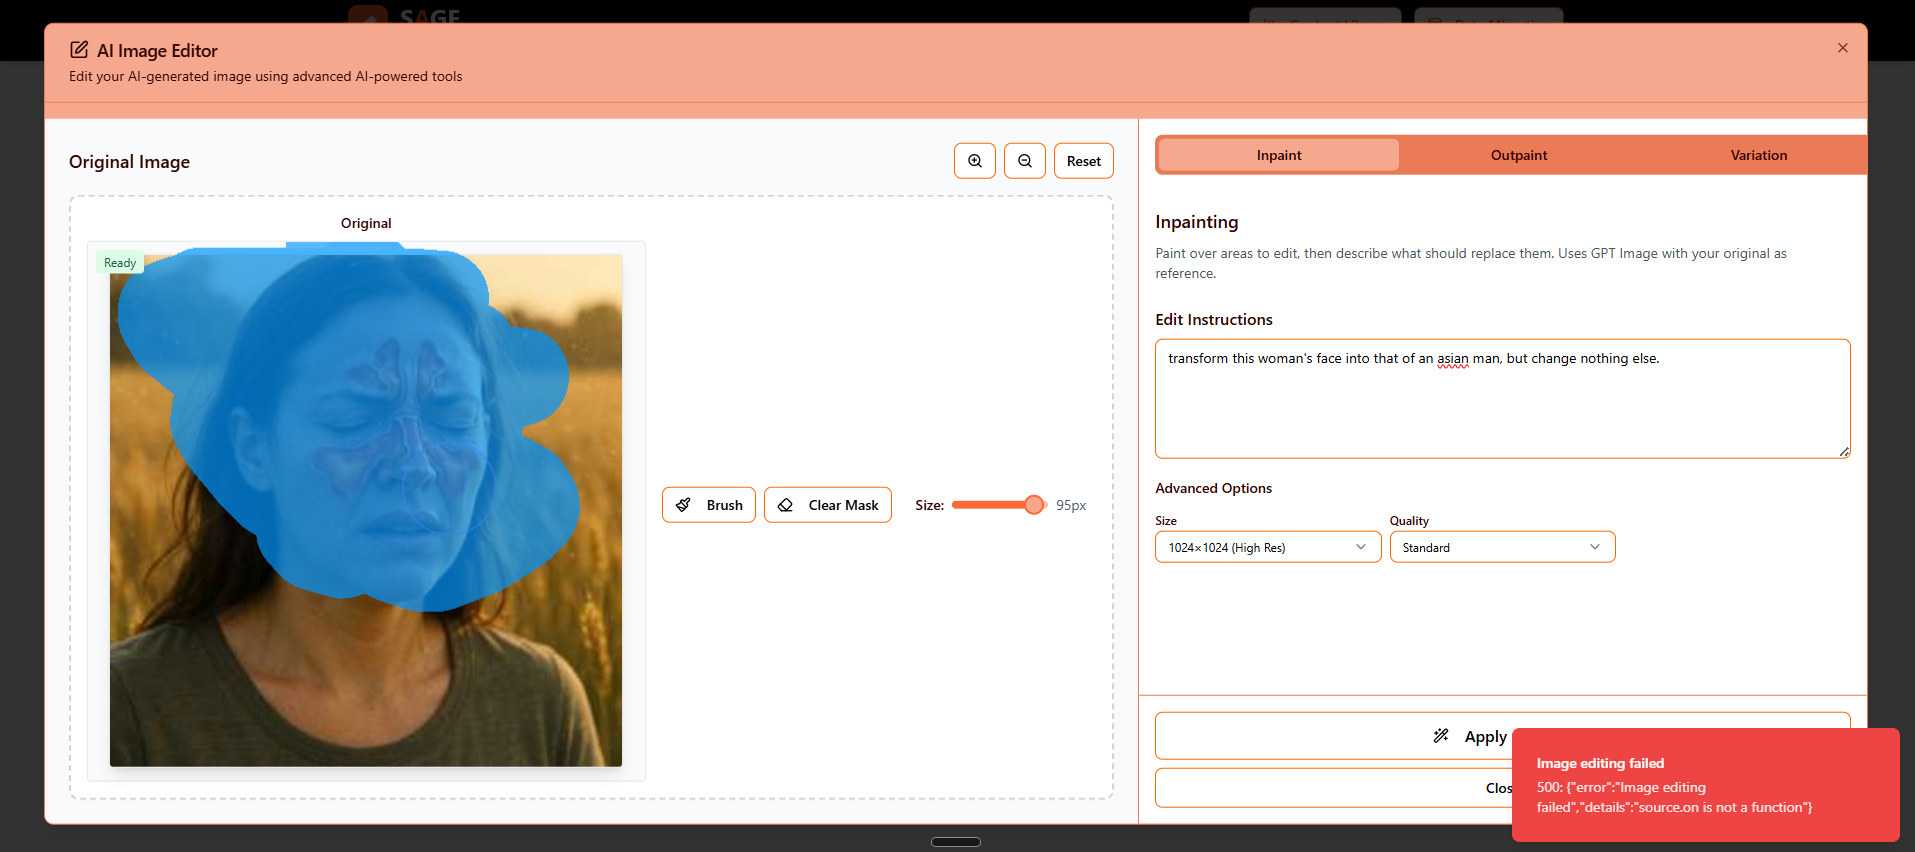 SAGE
AI Image Editor
Edit your AI-generated image using advanced AI-powered tools
Original Image
Reset
Original
Ready
Brush
Clear Mask
Size:
95px
Inpaint
Outpaint
Variation
Inpainting
Paint over areas to edit, then describe what should replace them. Uses GPT Image with your original as
reference.
Edit Instructions
transform this woman's face into that of an asian man, but change nothing else.
Advanced Options
Size
Quality
1024×1024 (High Res)
Standard
Apply
Clos
Image editing failed
500: {"error":"Image editing
failed","details":"source.on is not a function"}